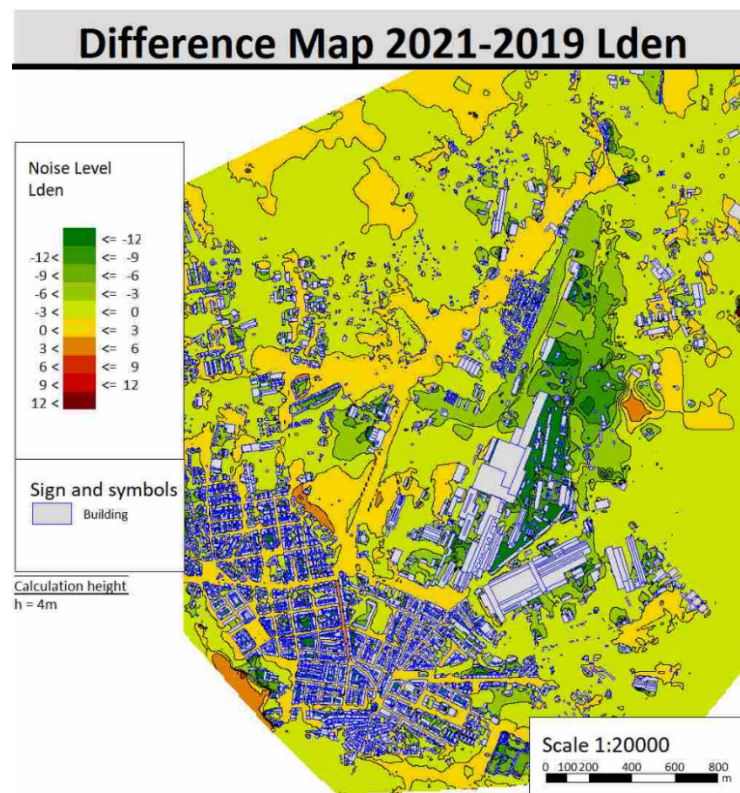 Difference Map 2021-2019 Lden
Noise Level
Lden
<= -12
-12 < <= -9
-9 < <= -6
-6 < <= -3
-3 < <= 0
0 < <= 3
3 < <= 6
6 < <= 9
9 < <= 12
12 <
Sign and symbols
Building
Calculation height
h = 4m
Scale 1:20000
0 100 200 400 600 800
m